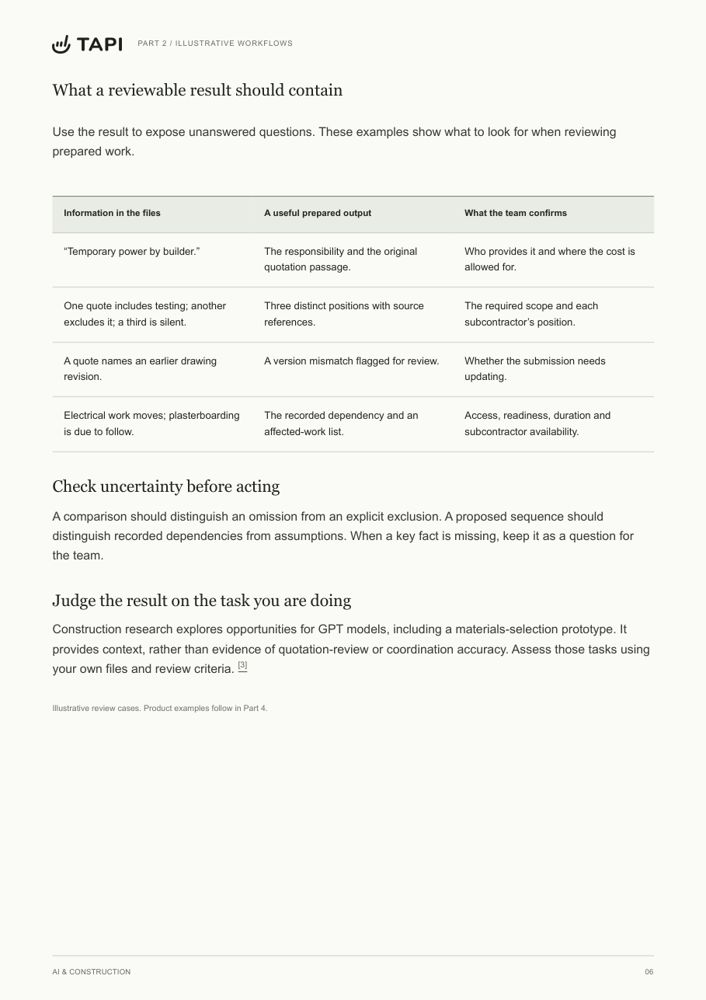 TAPI PART 2 / ILLUSTRATIVE WORKFLOWS
What a reviewable result should contain
Use the result to expose unanswered questions. These examples show what to look for when reviewing
prepared work.
Information in the files
A useful prepared output
What the team confirms
“Temporary power by builder.”
The responsibility and the original
quotation passage.
Who provides it and where the cost is
allowed for.
One quote includes testing; another
excludes it; a third is silent.
Three distinct positions with source
references.
The required scope and each
subcontractor’s position.
A quote names an earlier drawing
revision.
A version mismatch flagged for review.
Whether the submission needs
updating.
Electrical work moves; plasterboarding
is due to follow.
The recorded dependency and an
affected-work list.
Access, readiness, duration and
subcontractor availability.
Check uncertainty before acting
A comparison should distinguish an omission from an explicit exclusion. A proposed sequence should
distinguish recorded dependencies from assumptions. When a key fact is missing, keep it as a question for
the team.
Judge the result on the task you are doing
Construction research explores opportunities for GPT models, including a materials-selection prototype. It
provides context, rather than evidence of quotation-review or coordination accuracy. Assess those tasks using
your own files and review criteria. [3]
Illustrative review cases. Product examples follow in Part 4.
AI & CONSTRUCTION
06